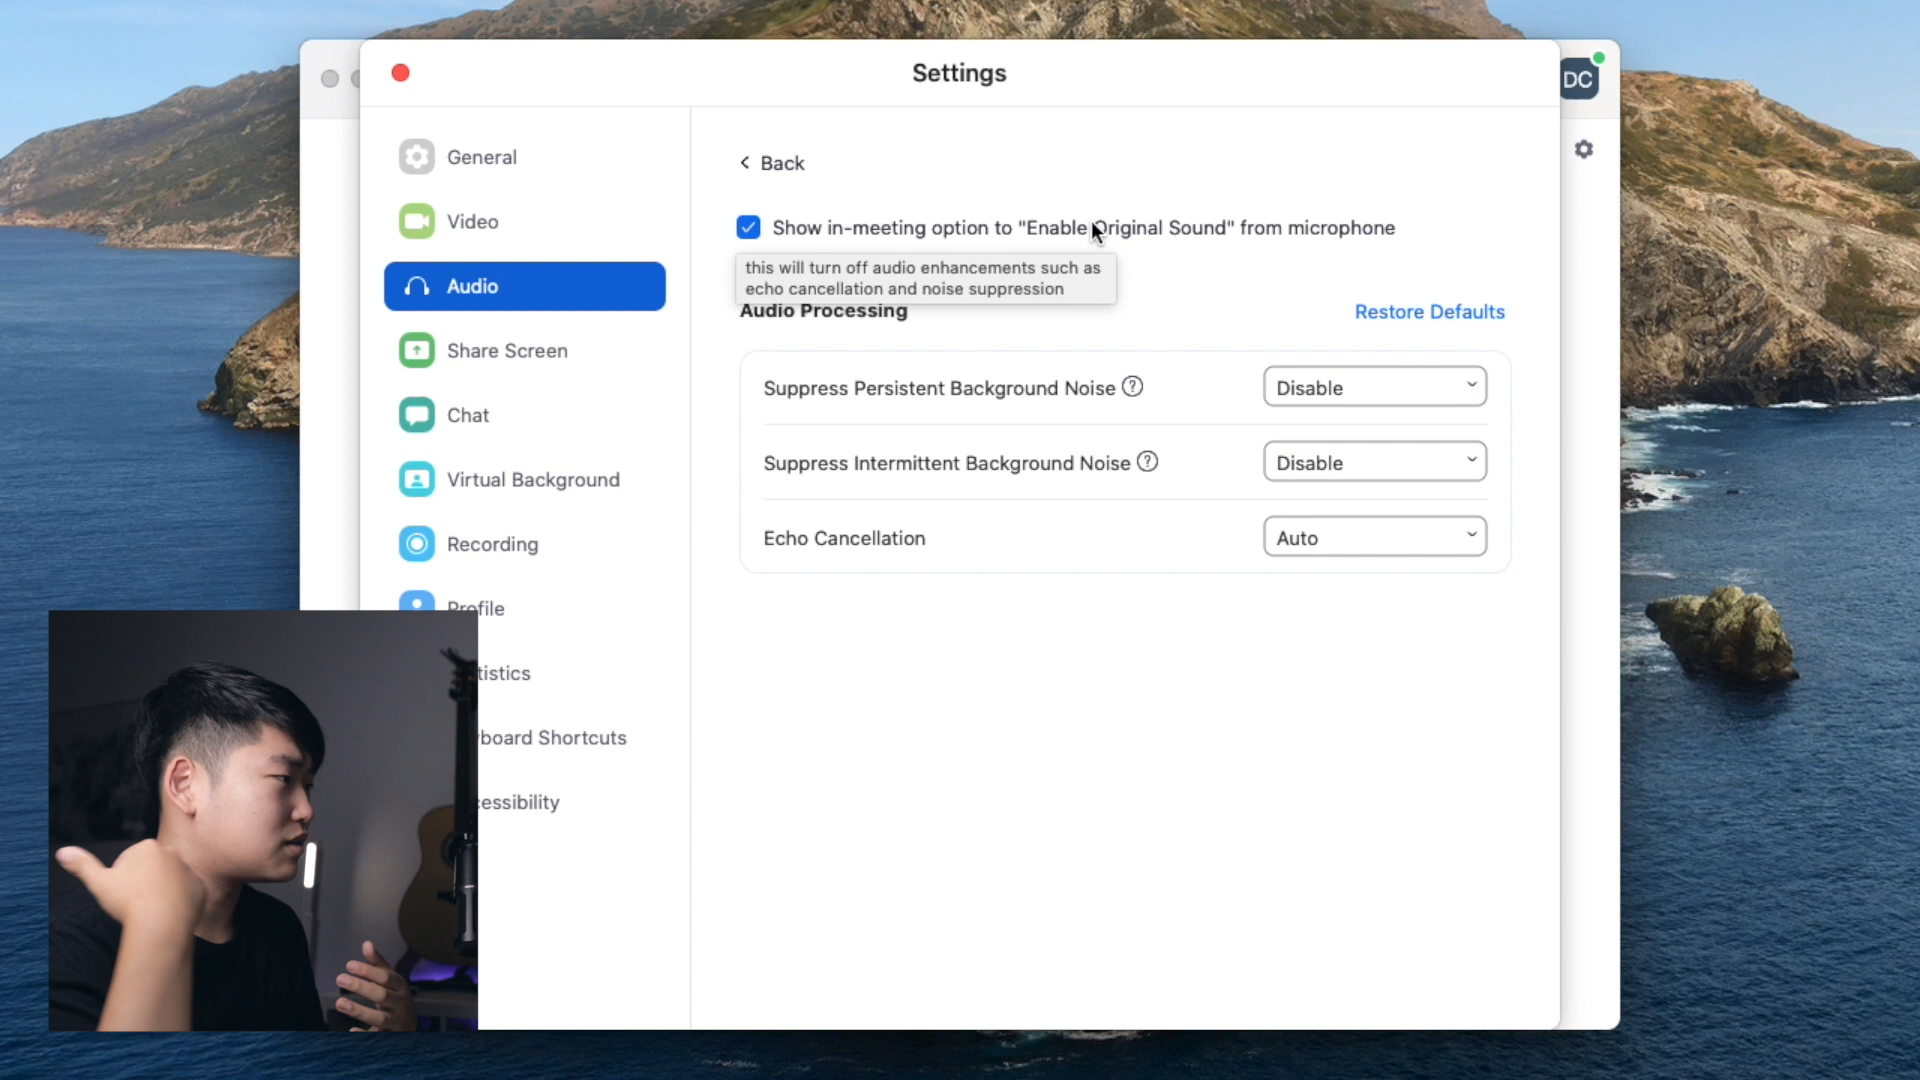 Settings
DC
General
Video
Audio
Share Screen
Chat
Virtual Background
Recording
Profile
tistics
board Shortcuts
cessibility
Back
Show in-meeting option to "Enable Original Sound" from microphone
this will turn off audio enhancements such as
echo cancellation and noise suppression
Audio Processing
Restore Defaults
Suppress Persistent Background Noise ?
Disable
Suppress Intermittent Background Noise ?
Disable
Echo Cancellation
Auto